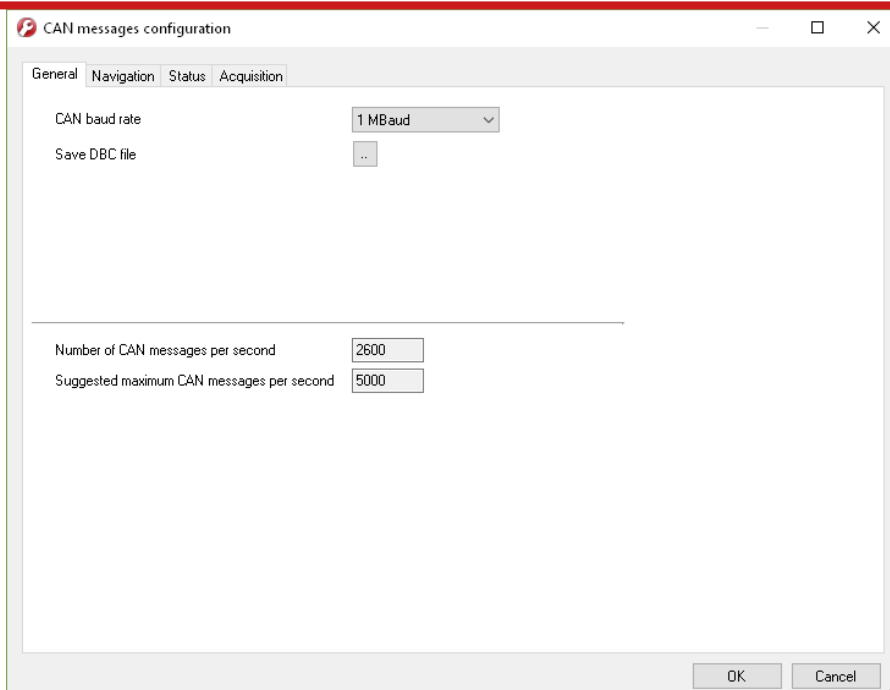 CAN messages configuration
General Navigation Status Acquisition
CAN baud rate 1 MBaud
Save DBC file ..
Number of CAN messages per second 2600
Suggested maximum CAN messages per second 5000
OK Cancel